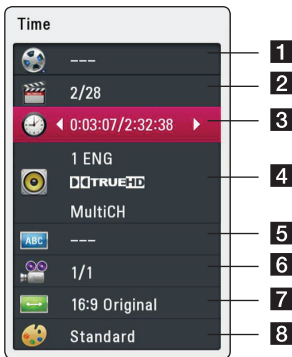 Time
--- 1
2/28 2
0:03:07/2:32:38 3
1 ENG
TRUEHD 4
MultiCH
ABC --- 5
1/1 6
16:9 Original 7
Standard 8